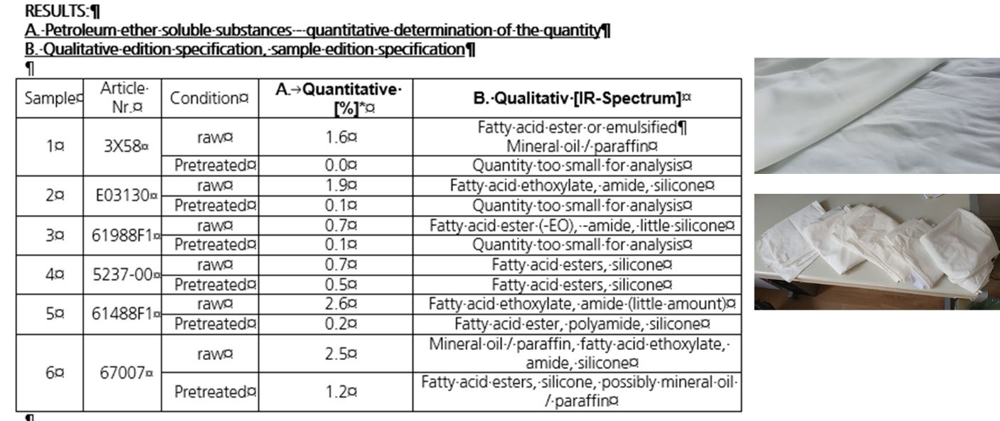 RESULTS:¶
A.·Petroleum·ether·soluble·substances·--·quantitative·determination·of·the·quantity¶
B.·Qualitative·edition·specification,·sample·edition·specification¶
¶
Sample¤ Article·Nr.¤ Condition¤ A.→Quantitative·[%]*¤ B.·Qualitativ·[IR-Spectrum]¤
1¤ 3X58¤ raw¤ 1.6¤ Fatty·acid·ester·or·emulsified¶
Mineral·oil·/·paraffin¤
Pretreated¤ 0.0¤ Quantity·too·small·for·analysis¤
2¤ E03130¤ raw¤ 1.9¤ Fatty·acid·ethoxylate,·amide,·silicone¤
Pretreated¤ 0.1¤ Quantity·too·small·for·analysis¤
3¤ 61988F1¤ raw¤ 0.7¤ Fatty·acid·ester·(-EO),·-amide,·little·silicone¤
Pretreated¤ 0.1¤ Quantity·too·small·for·analysis¤
4¤ 5237-00¤ raw¤ 0.7¤ Fatty·acid·esters,·silicone¤
Pretreated¤ 0.5¤ Fatty·acid·esters,·silicone¤
5¤ 61488F1¤ raw¤ 2.6¤ Fatty·acid·ethoxylate,·amide·(little·amount)¤
Pretreated¤ 0.2¤ Fatty·acid·ester,·polyamide,·silicone¤
6¤ 67007¤ raw¤ 2.5¤ Mineral·oil·/·paraffin,·fatty·acid·ethoxylate,·
amide,·silicone¤
Pretreated¤ 1.2¤ Fatty·acid·esters,·silicone,·possibly·mineral·oil·
/·paraffin¤
¶